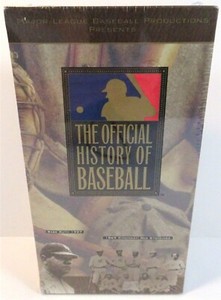 MAJOR LEAGUE BASEBALL PRODUCTIONS
PRESENTS
THE OFFICIAL
HISTORY OF
BASEBALL